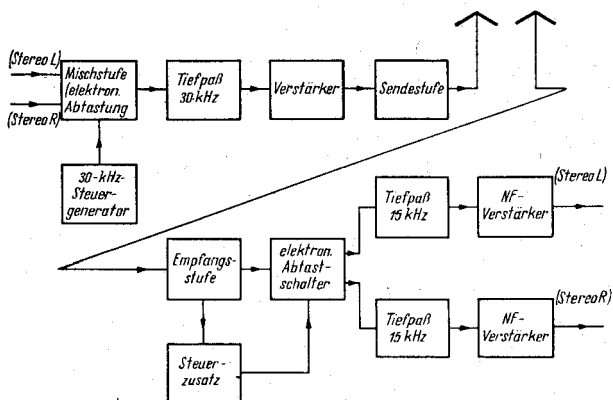 (Stereo L)
Mischstufe
(elektron.
Abtastung
(Stereo R)
Tiefpaß
30 kHz
Verstärker
Sendestufe
30-kHz-
Steuer-
generator
Empfangs-
stufe
elektron.
Abtast-
schalter
Steuer-
zusatz
Tiefpaß
15 kHz
NF-
Verstärker
(Stereo L)
Tiefpaß
15 kHz
NF-
Verstärker
(Stereo R)